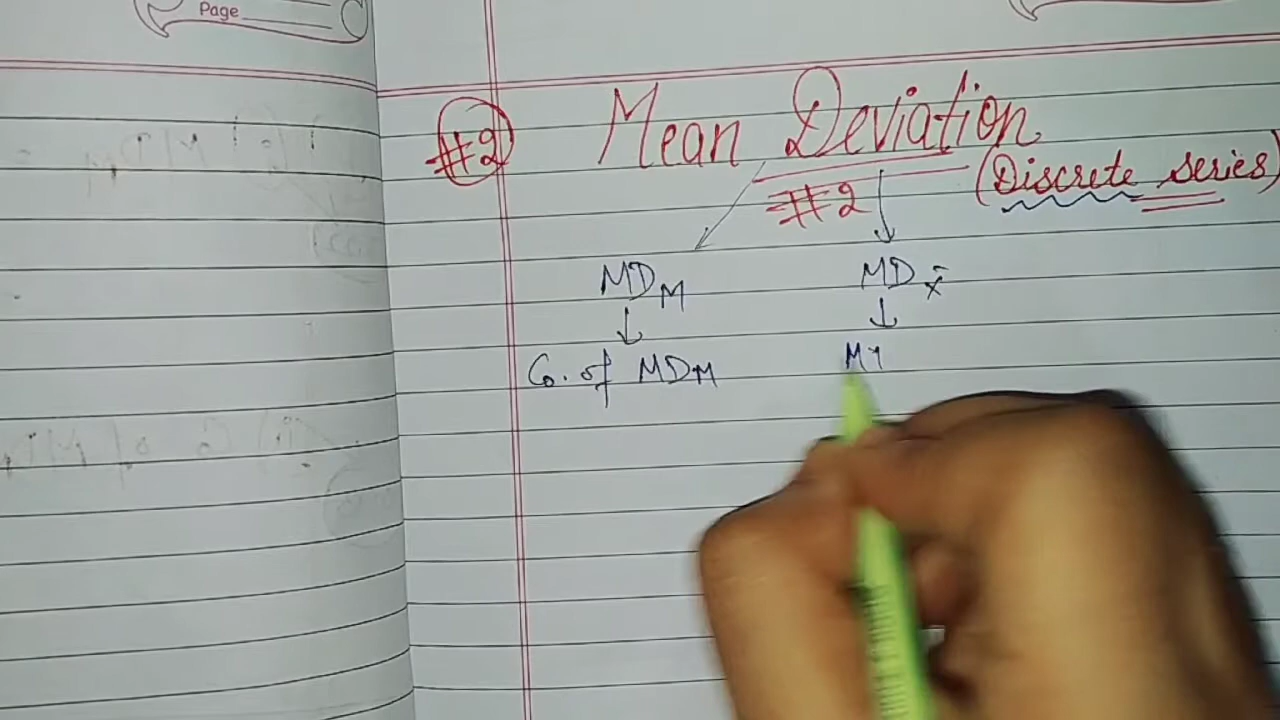 Page
#2 Mean Deviation
#2 (Discrete series)
MDM MDx̄
Co. of MDM